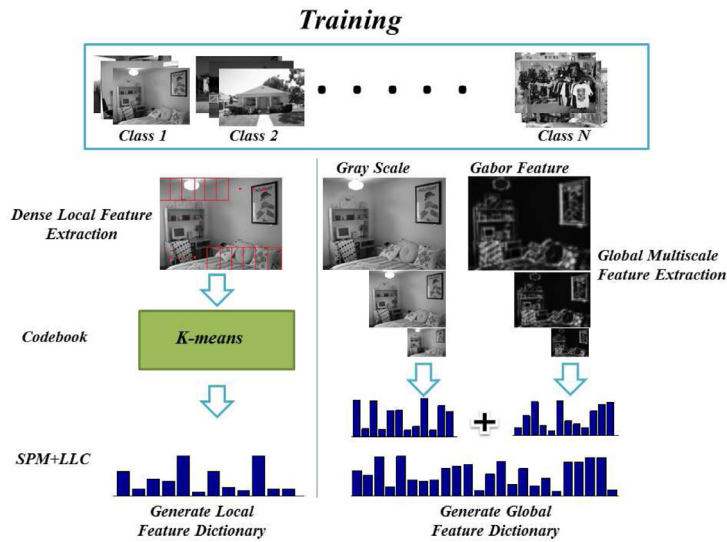 Training
Class 1
Class 2
Class N
Gray Scale
Gabor Feature
Dense Local Feature
Extraction
Global Multiscale
Feature Extraction
Codebook
K-means
SPM+LLC
Generate Local
Feature Dictionary
Generate Global
Feature Dictionary